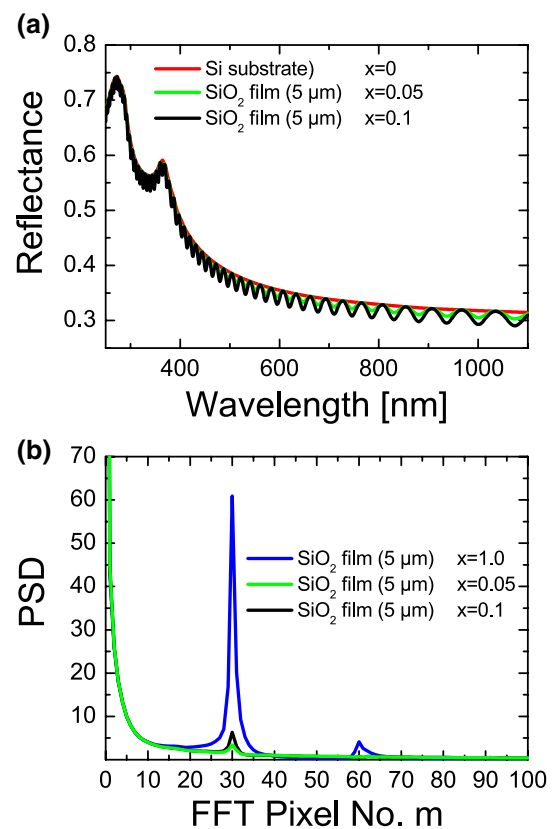 (a)
0.8
0.7
0.6
0.5
0.4
0.3
Reflectance
Si substrate) x=0
SiO2 film (5 µm) x=0.05
SiO2 film (5 µm) x=0.1
400 600 800 1000
Wavelength [nm]
(b)
70
60
50
40
30
20
10
PSD
SiO2 film (5 µm) x=1.0
SiO2 film (5 µm) x=0.05
SiO2 film (5 µm) x=0.1
0 10 20 30 40 50 60 70 80 90 100
FFT Pixel No. m